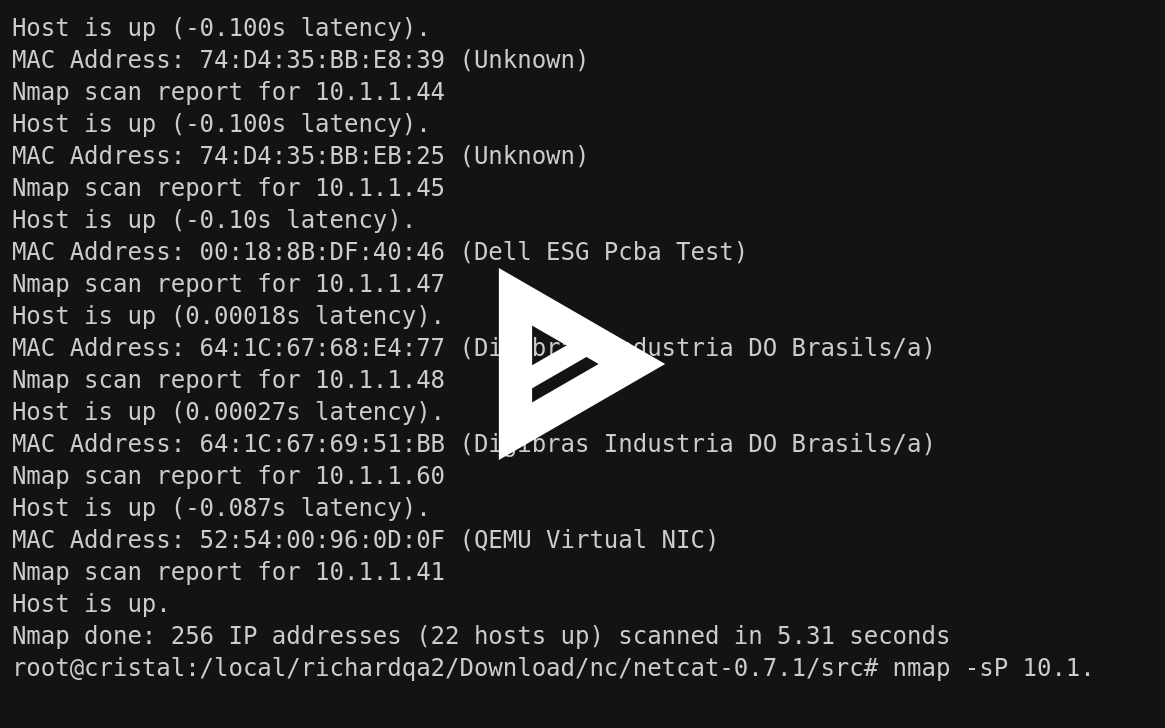 Host is up (-0.100s latency).
MAC Address: 74:D4:35:BB:E8:39 (Unknown)
Nmap scan report for 10.1.1.44
Host is up (-0.100s latency).
MAC Address: 74:D4:35:BB:EB:25 (Unknown)
Nmap scan report for 10.1.1.45
Host is up (-0.10s latency).
MAC Address: 00:18:8B:DF:40:46 (Dell ESG Pcba Test)
Nmap scan report for 10.1.1.47
Host is up (0.00018s latency).
MAC Address: 64:1C:67:68:E4:77 (Digibras Industria DO Brasils/a)
Nmap scan report for 10.1.1.48
Host is up (0.00027s latency).
MAC Address: 64:1C:67:69:51:BB (Digibras Industria DO Brasils/a)
Nmap scan report for 10.1.1.60
Host is up (-0.087s latency).
MAC Address: 52:54:00:96:0D:0F (QEMU Virtual NIC)
Nmap scan report for 10.1.1.41
Host is up.
Nmap done: 256 IP addresses (22 hosts up) scanned in 5.31 seconds
root@cristal:/local/richardqa2/Download/nc/netcat-0.7.1/src# nmap -sP 10.1.